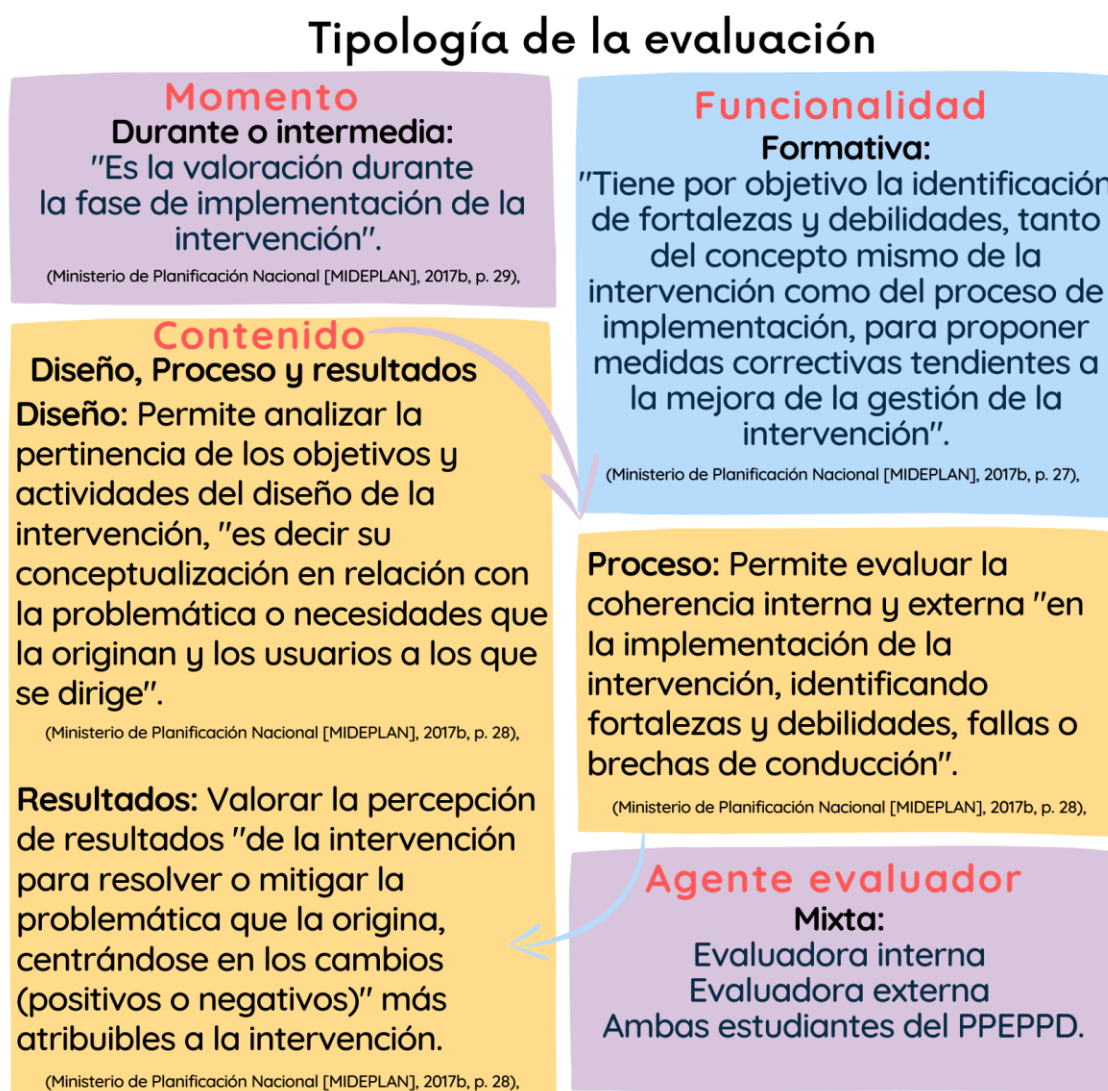 Tipología de la evaluación
Momento
Durante o intermedia:
"Es la valoración durante
la fase de implementación de la
intervención".
(Ministerio de Planificación Nacional [MIDEPLAN], 2017b, p. 29),
Funcionalidad
Formativa:
"Tiene por objetivo la identificación
de fortalezas y debilidades, tanto
del concepto mismo de la
intervención como del proceso de
implementación, para proponer
medidas correctivas tendientes a
la mejora de la gestión de la
intervención".
(Ministerio de Planificación Nacional [MIDEPLAN], 2017b, p. 27),
Contenido
Diseño, Proceso y resultados
Diseño: Permite analizar la
pertinencia de los objetivos y
actividades del diseño de la
intervención, "es decir su
conceptualización en relación con
la problemática o necesidades que
la originan y los usuarios a los que
se dirige".
(Ministerio de Planificación Nacional [MIDEPLAN], 2017b, p. 28),
Proceso: Permite evaluar la
coherencia interna y externa "en
la implementación de la
intervención, identificando
fortalezas y debilidades, fallas o
brechas de conducción".
(Ministerio de Planificación Nacional [MIDEPLAN], 2017b, p. 28),
Resultados: Valorar la percepción
de resultados "de la intervención
para resolver o mitigar la
problemática que la origina,
centrándose en los cambios
(positivos o negativos)" más
atribuibles a la intervención.
(Ministerio de Planificación Nacional [MIDEPLAN], 2017b, p. 28),
Agente evaluador
Mixta:
Evaluadora interna
Evaluadora externa
Ambas estudiantes del PPEPPD.